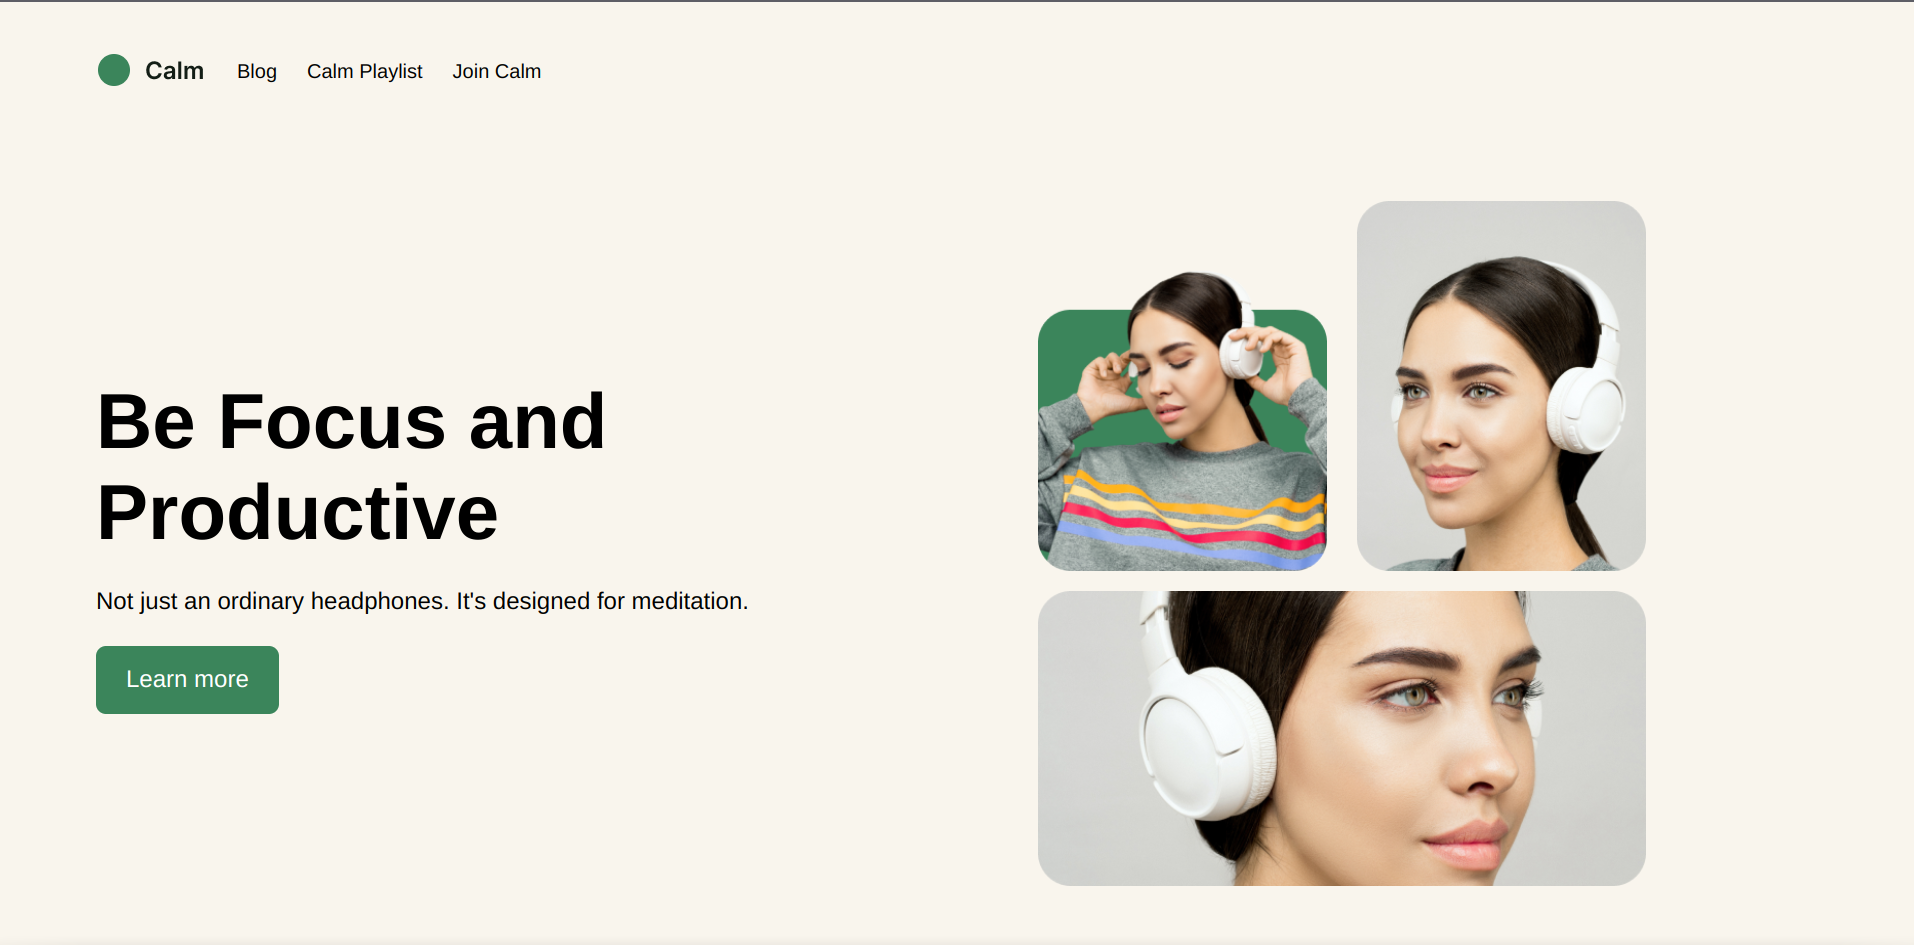 Calm Blog Calm Playlist Join Calm
Be Focus and
Productive
Not just an ordinary headphones. It's designed for meditation.
Learn more